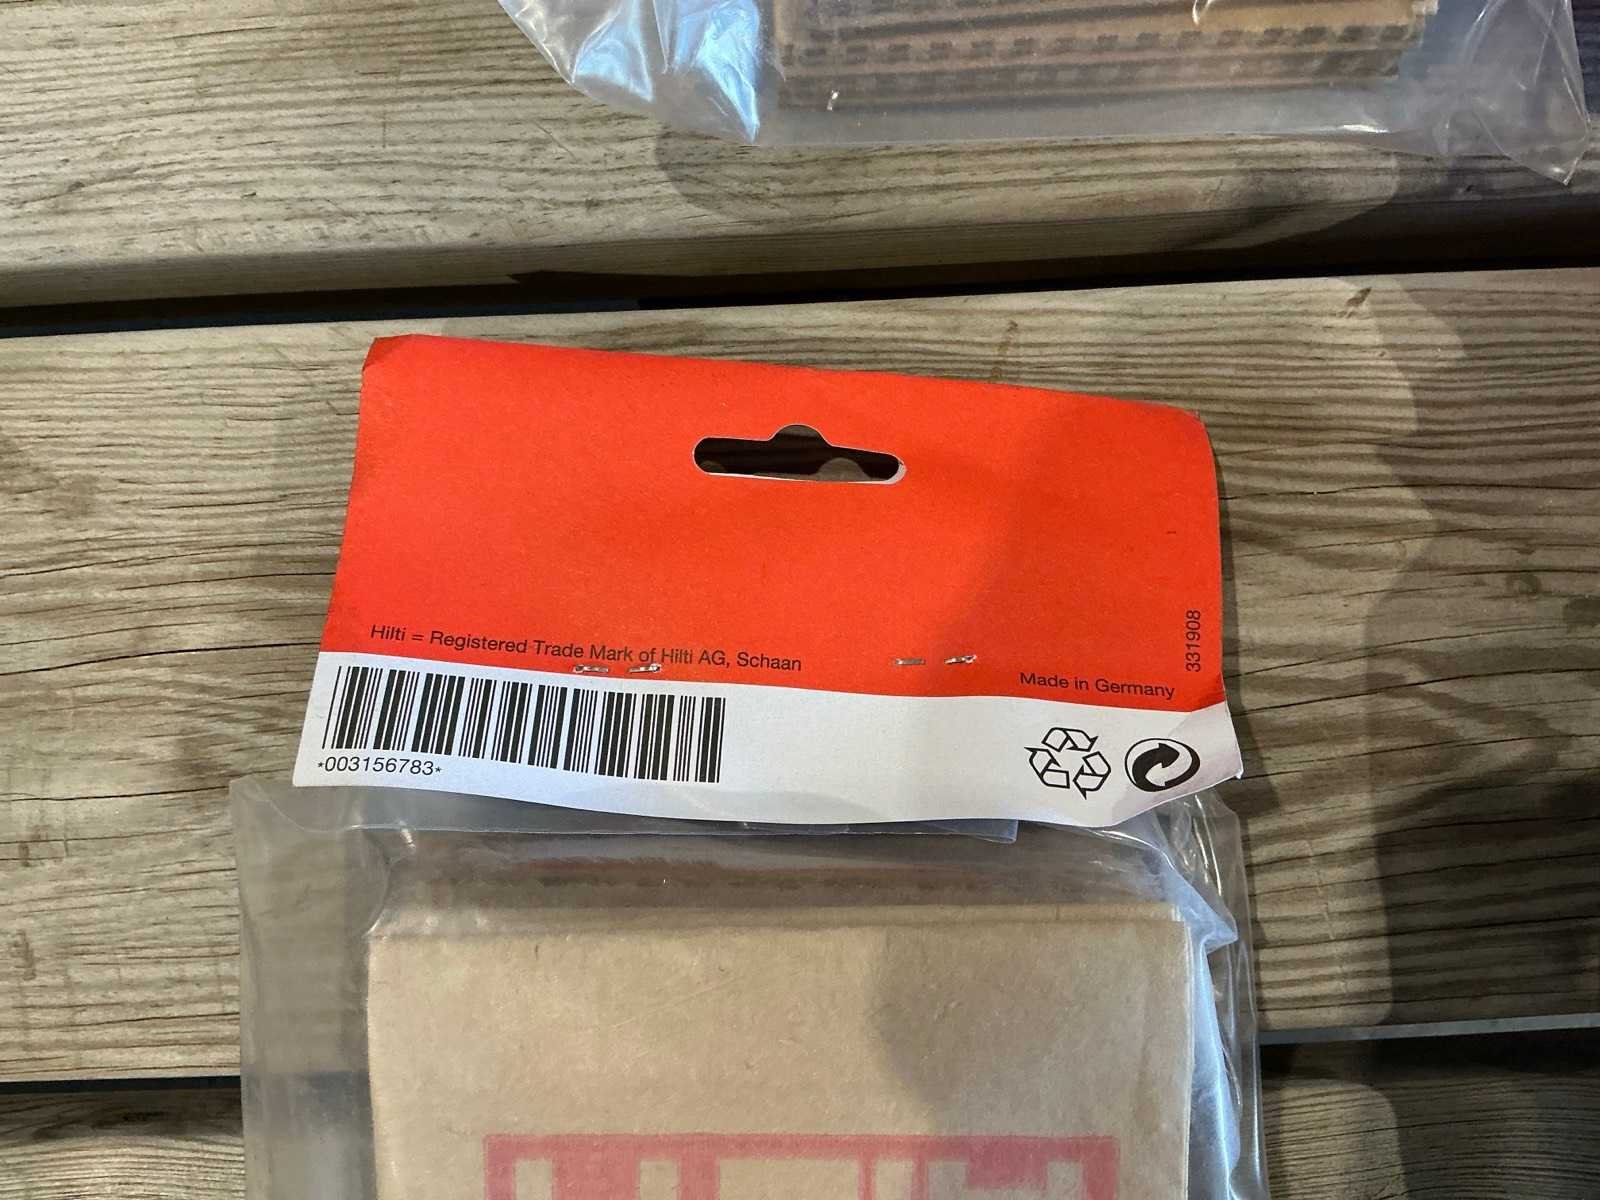 Hilti = Registered Trade Mark of Hilti AG, Schaan
Made in Germany
331908
*003156783*